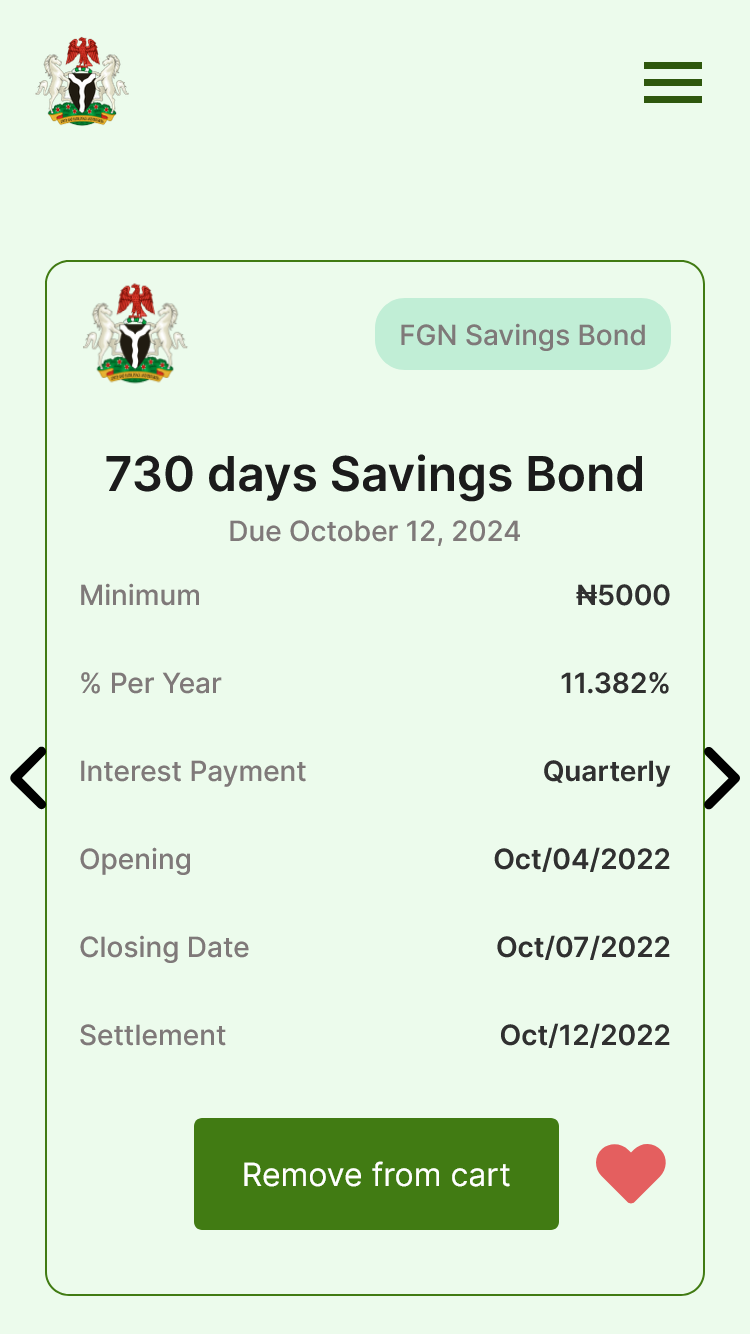 FGN Savings Bond
730 days Savings Bond
Due October 12, 2024
Minimum ₦5000
% Per Year 11.382%
Interest Payment Quarterly
Opening Oct/04/2022
Closing Date Oct/07/2022
Settlement Oct/12/2022
Remove from cart